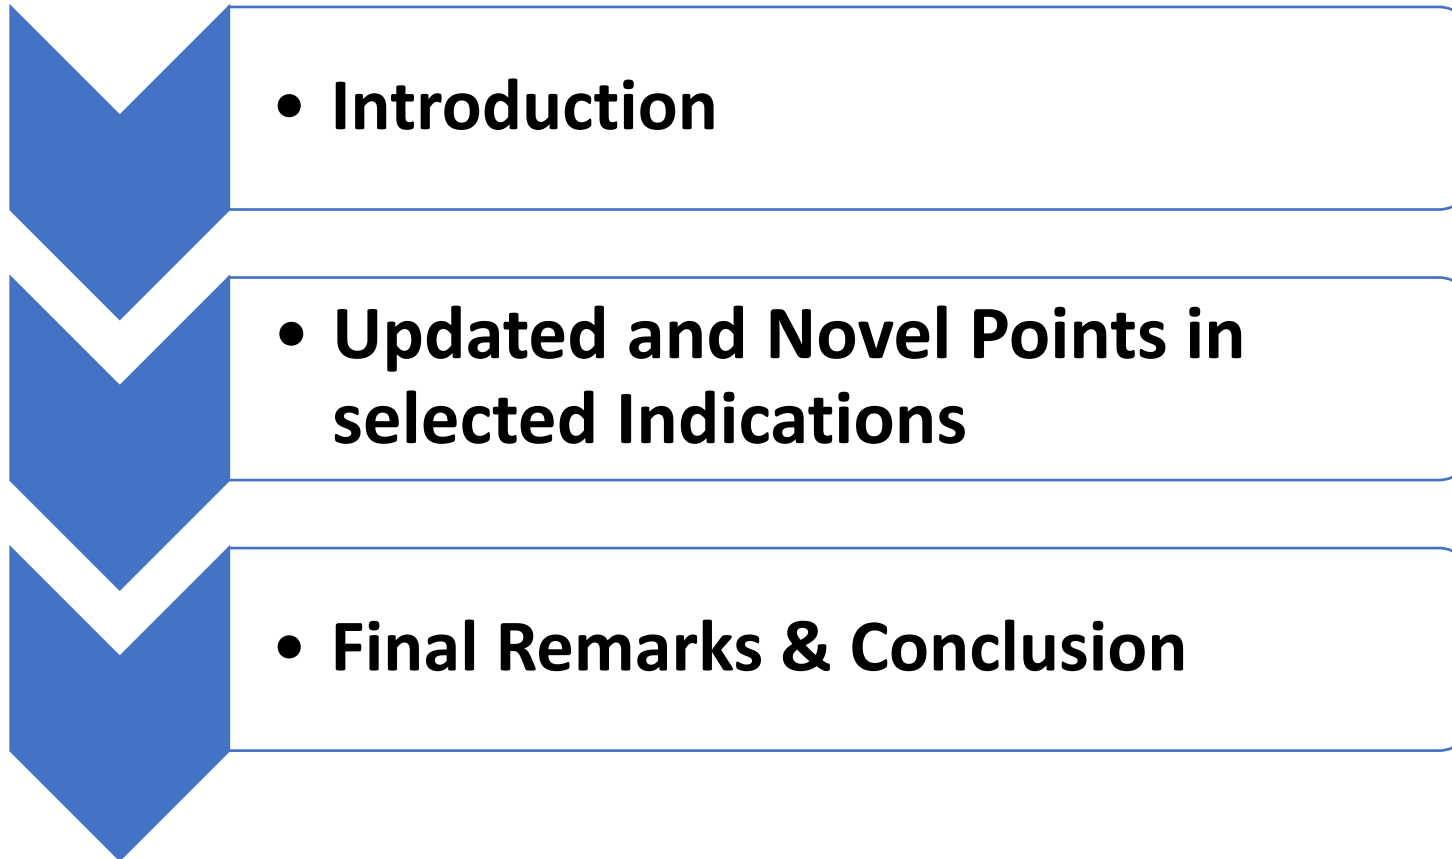 • Introduction
• Updated and Novel Points in
selected Indications
• Final Remarks & Conclusion